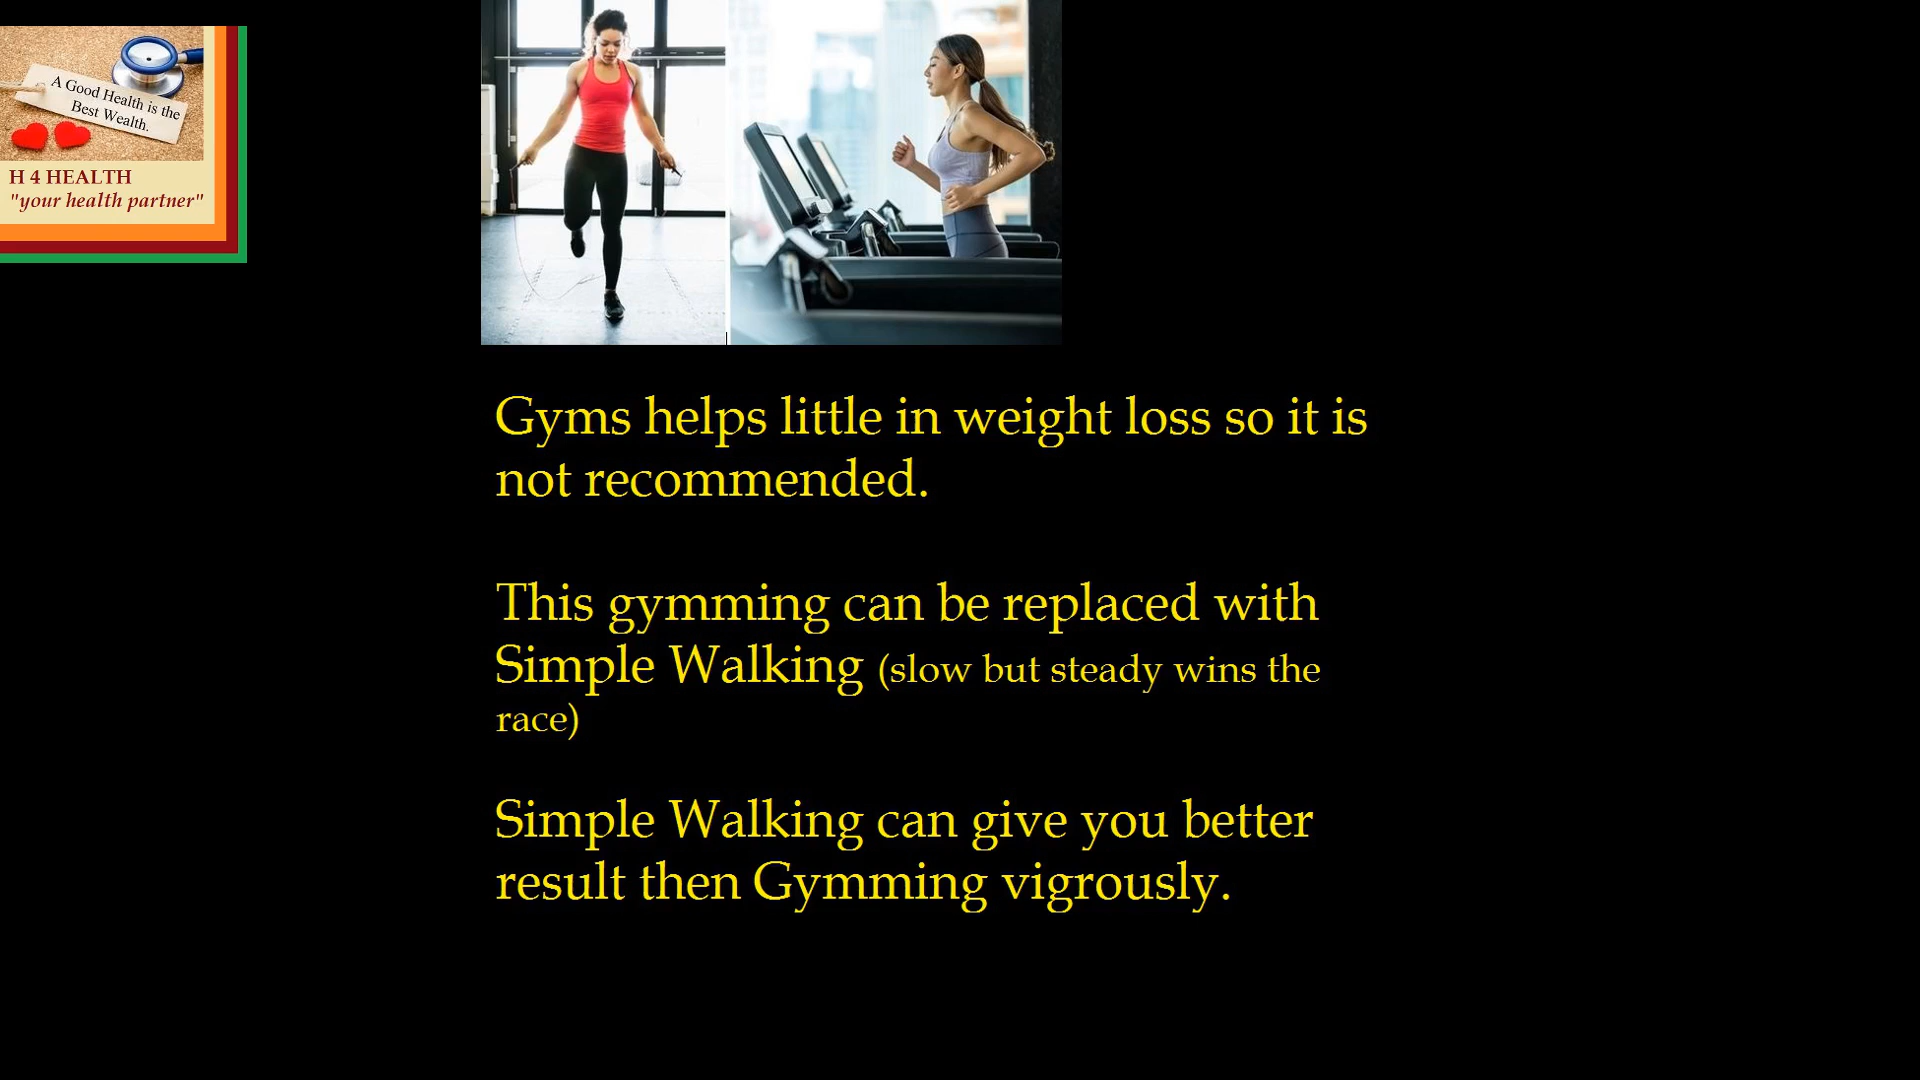 A Good Health is the
Best Wealth.
H 4 HEALTH
"your health partner"
Gyms helps little in weight loss so it is
not recommended.
This gymming can be replaced with
Simple Walking (slow but steady wins the
race)
Simple Walking can give you better
result then Gymming vigrously.